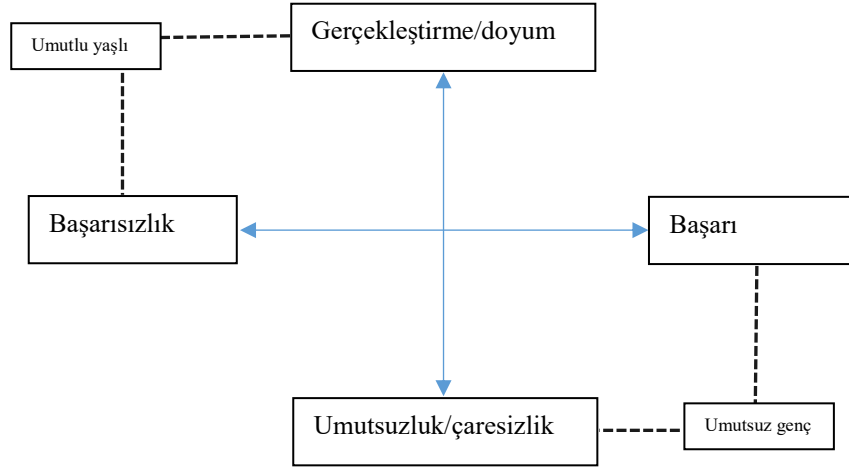 Umutlu yaşlı
Gerçekleştirme/doyum
Başarısızlık
Başarı
Umutsuzluk/çaresizlik
Umutsuz genç